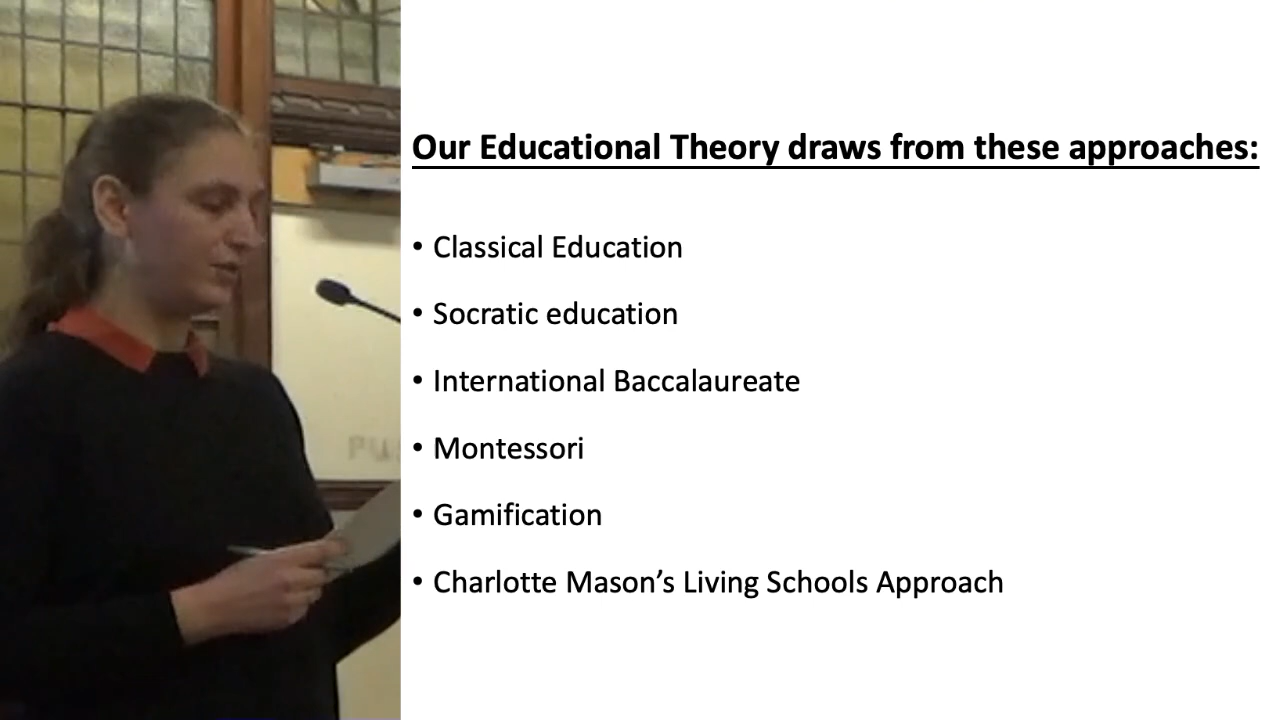 Our Educational Theory draws from these approaches:
• Classical Education
• Socratic education
• International Baccalaureate
• Montessori
• Gamification
• Charlotte Mason’s Living Schools Approach